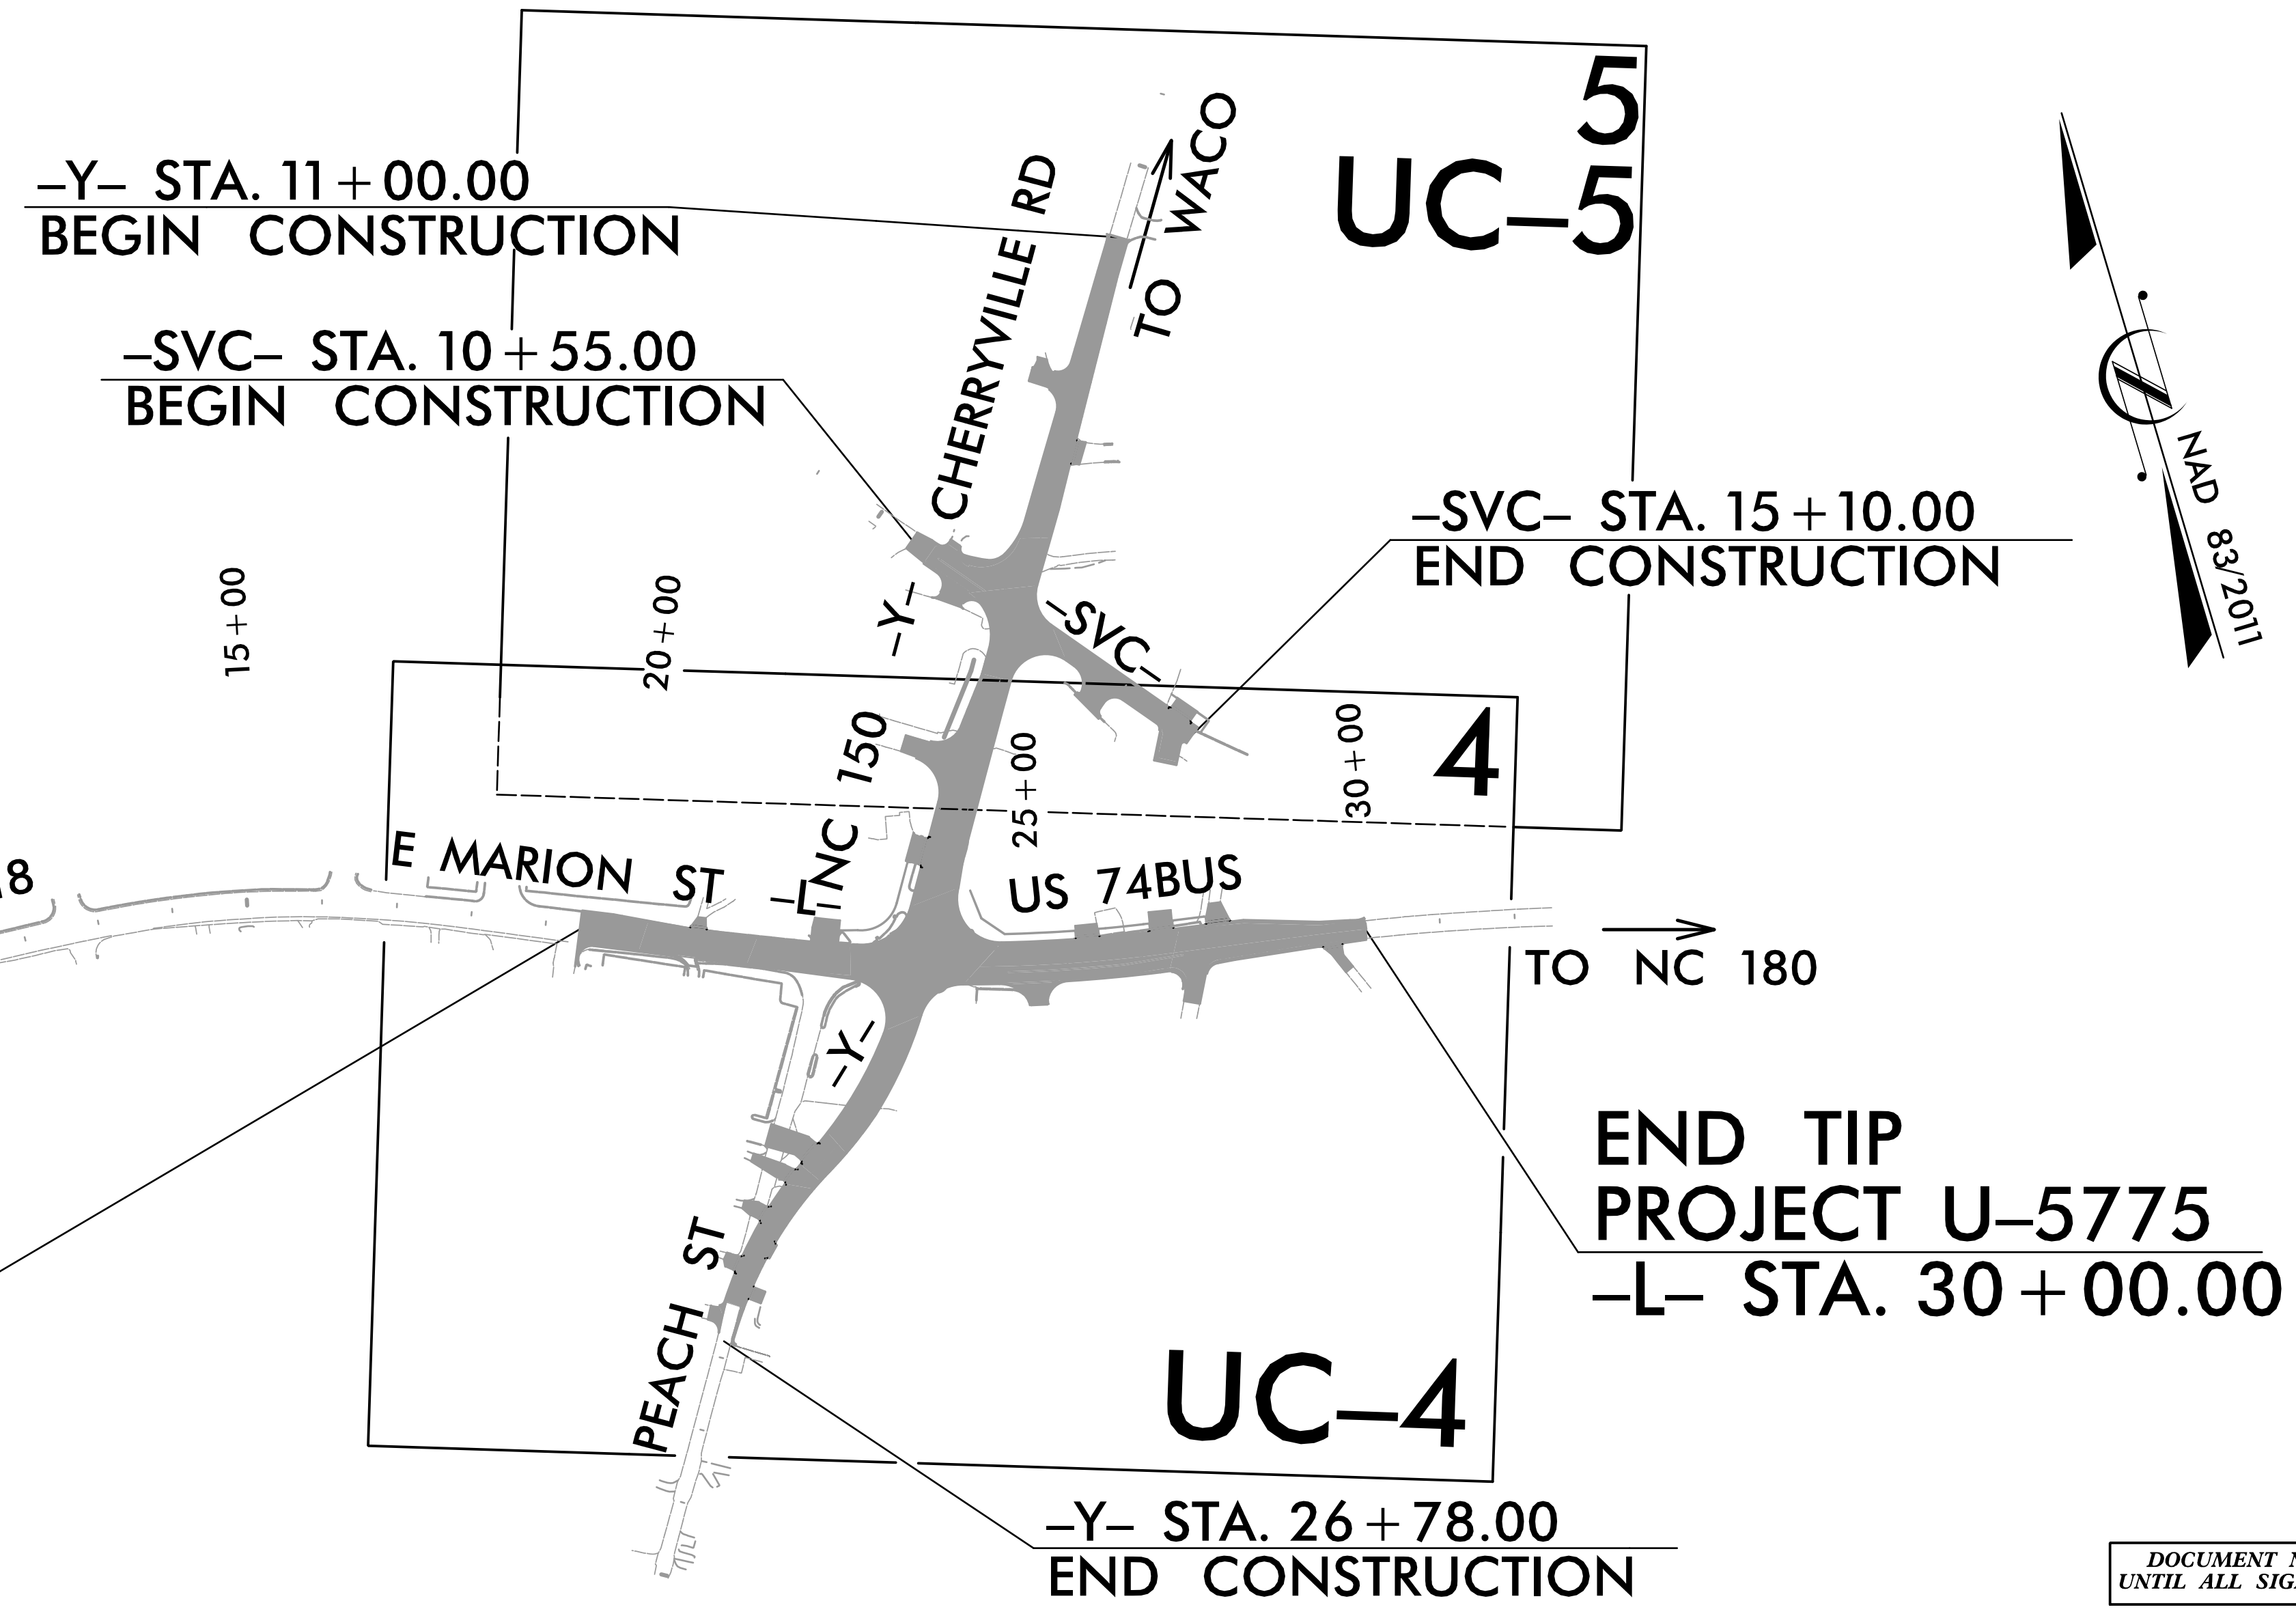 5
UC–5
–Y– STA. 11+00.00
BEGIN CONSTRUCTION
TO WACO
CHERRYVILLE RD
–SVC– STA. 10+55.00
BEGIN CONSTRUCTION
NAD 83/2011
–SVC– STA. 15+10.00
END CONSTRUCTION
–Y–
–SVC–
15+00
20+00
25+00
30+00
4
NC 150
E MARION ST
–L–
US 74BUS
18
TO NC 180
–Y–
END TIP
PROJECT U–5775
–L– STA. 30+00.00
PEACH ST
UC–4
–Y– STA. 26+78.00
END CONSTRUCTION
DOCUMENT
UNTIL ALL